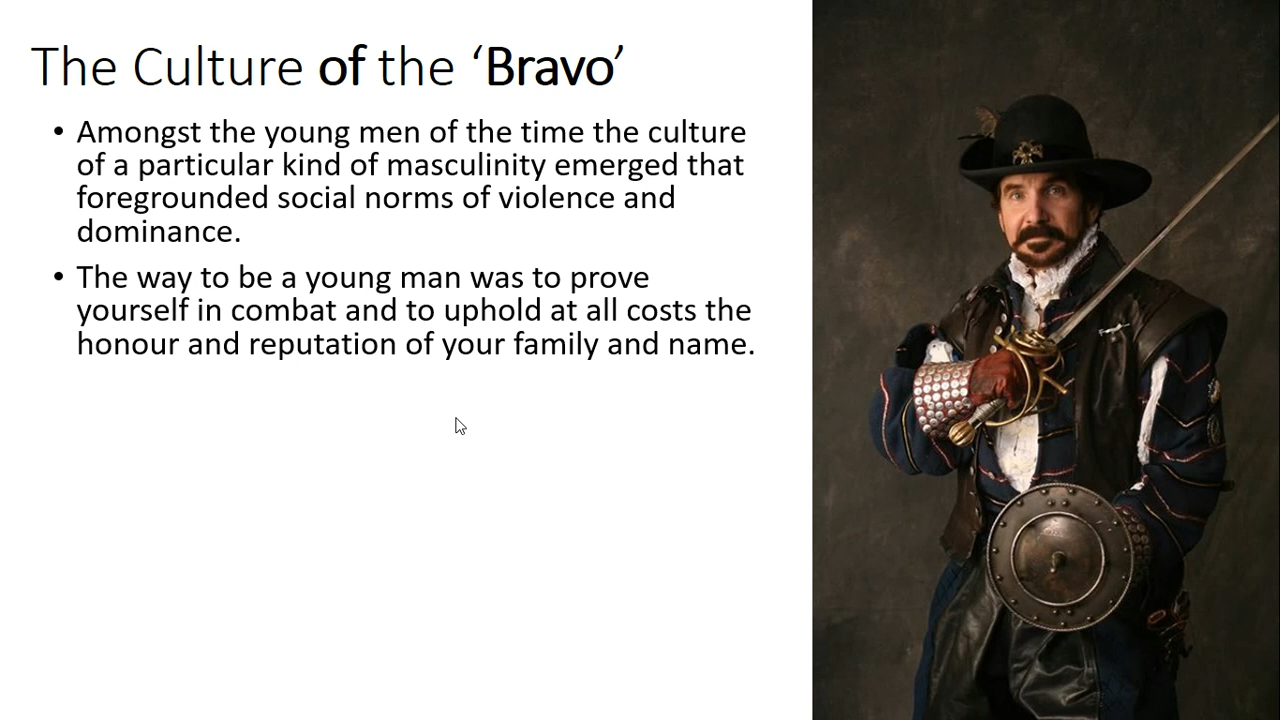 The Culture of the ‘Bravo’
• Amongst the young men of the time the culture
of a particular kind of masculinity emerged that
foregrounded social norms of violence and
dominance.
• The way to be a young man was to prove
yourself in combat and to uphold at all costs the
honour and reputation of your family and name.